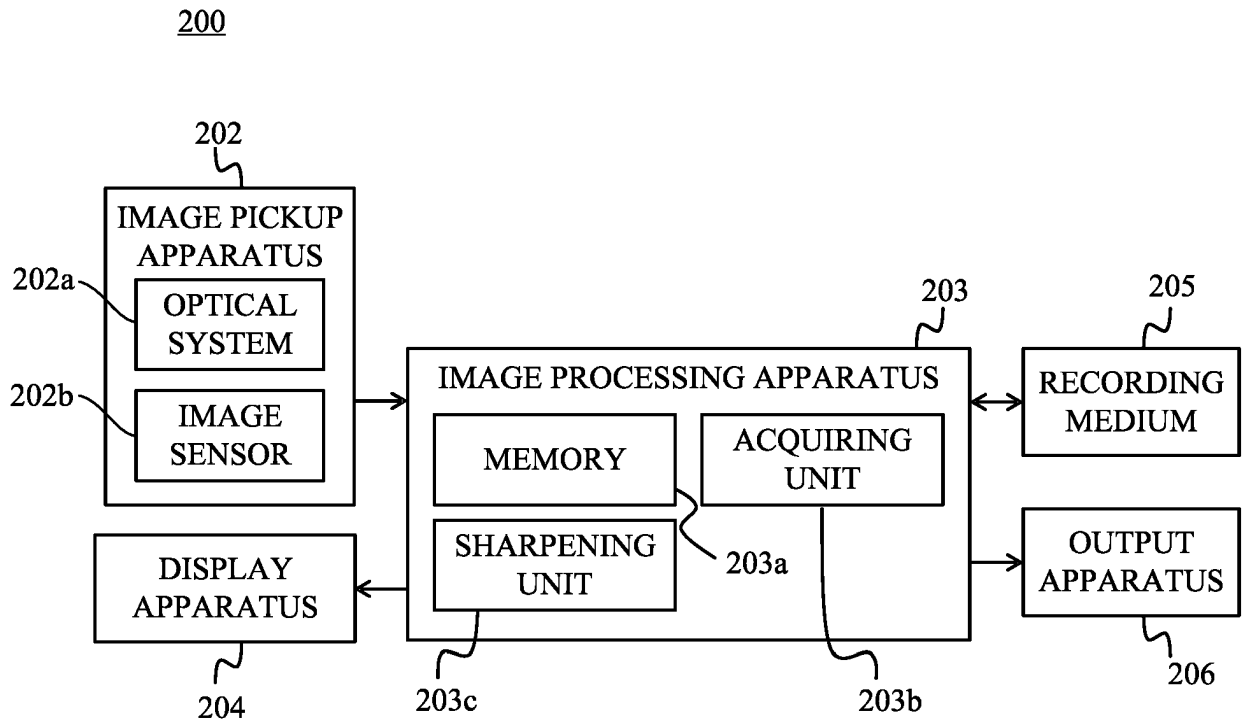 200
202
IMAGE PICKUP
APPARATUS
202a
OPTICAL
SYSTEM
202b
IMAGE
SENSOR
203
IMAGE PROCESSING APPARATUS
MEMORY
203a
ACQUIRING
UNIT
203b
SHARPENING
UNIT
203c
205
RECORDING
MEDIUM
DISPLAY
APPARATUS
204
OUTPUT
APPARATUS
206